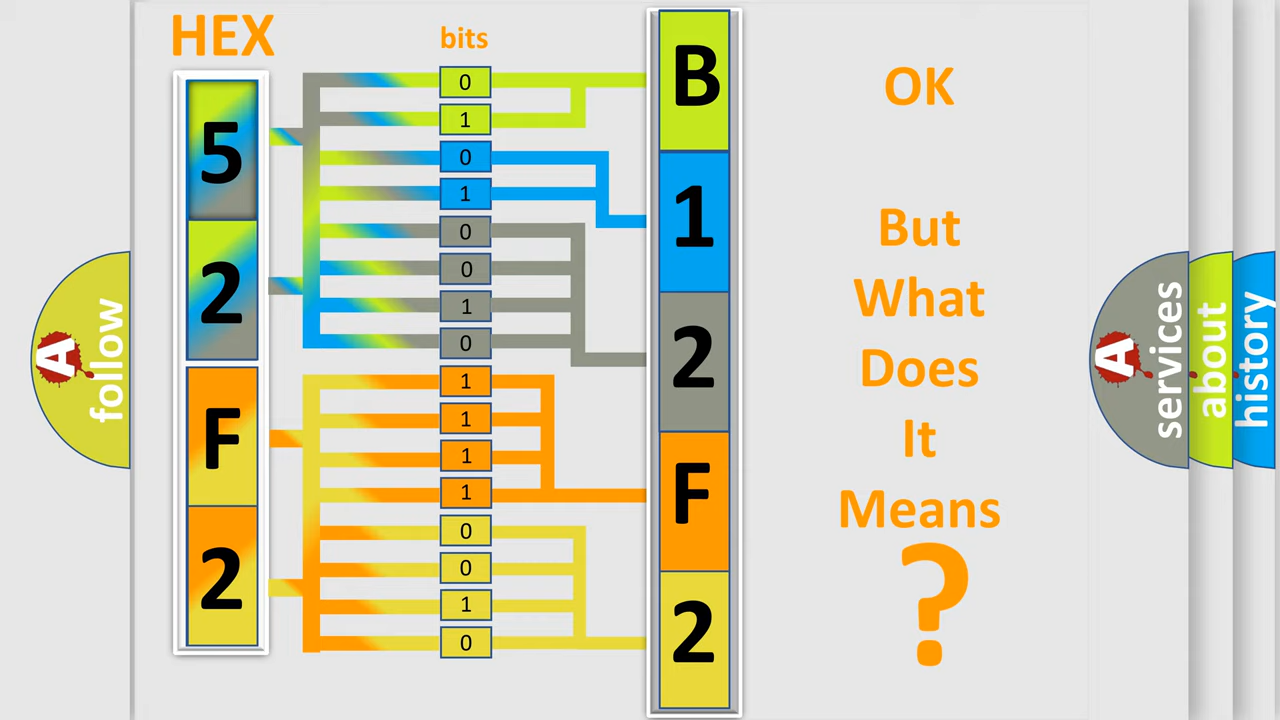 HEX
bits
5
2
F
2
0
1
0
1
0
0
1
0
1
1
1
1
0
0
1
0
B
1
2
F
2
OK
But
What
Does
It
Means
?
A
follow
A
services
about
history